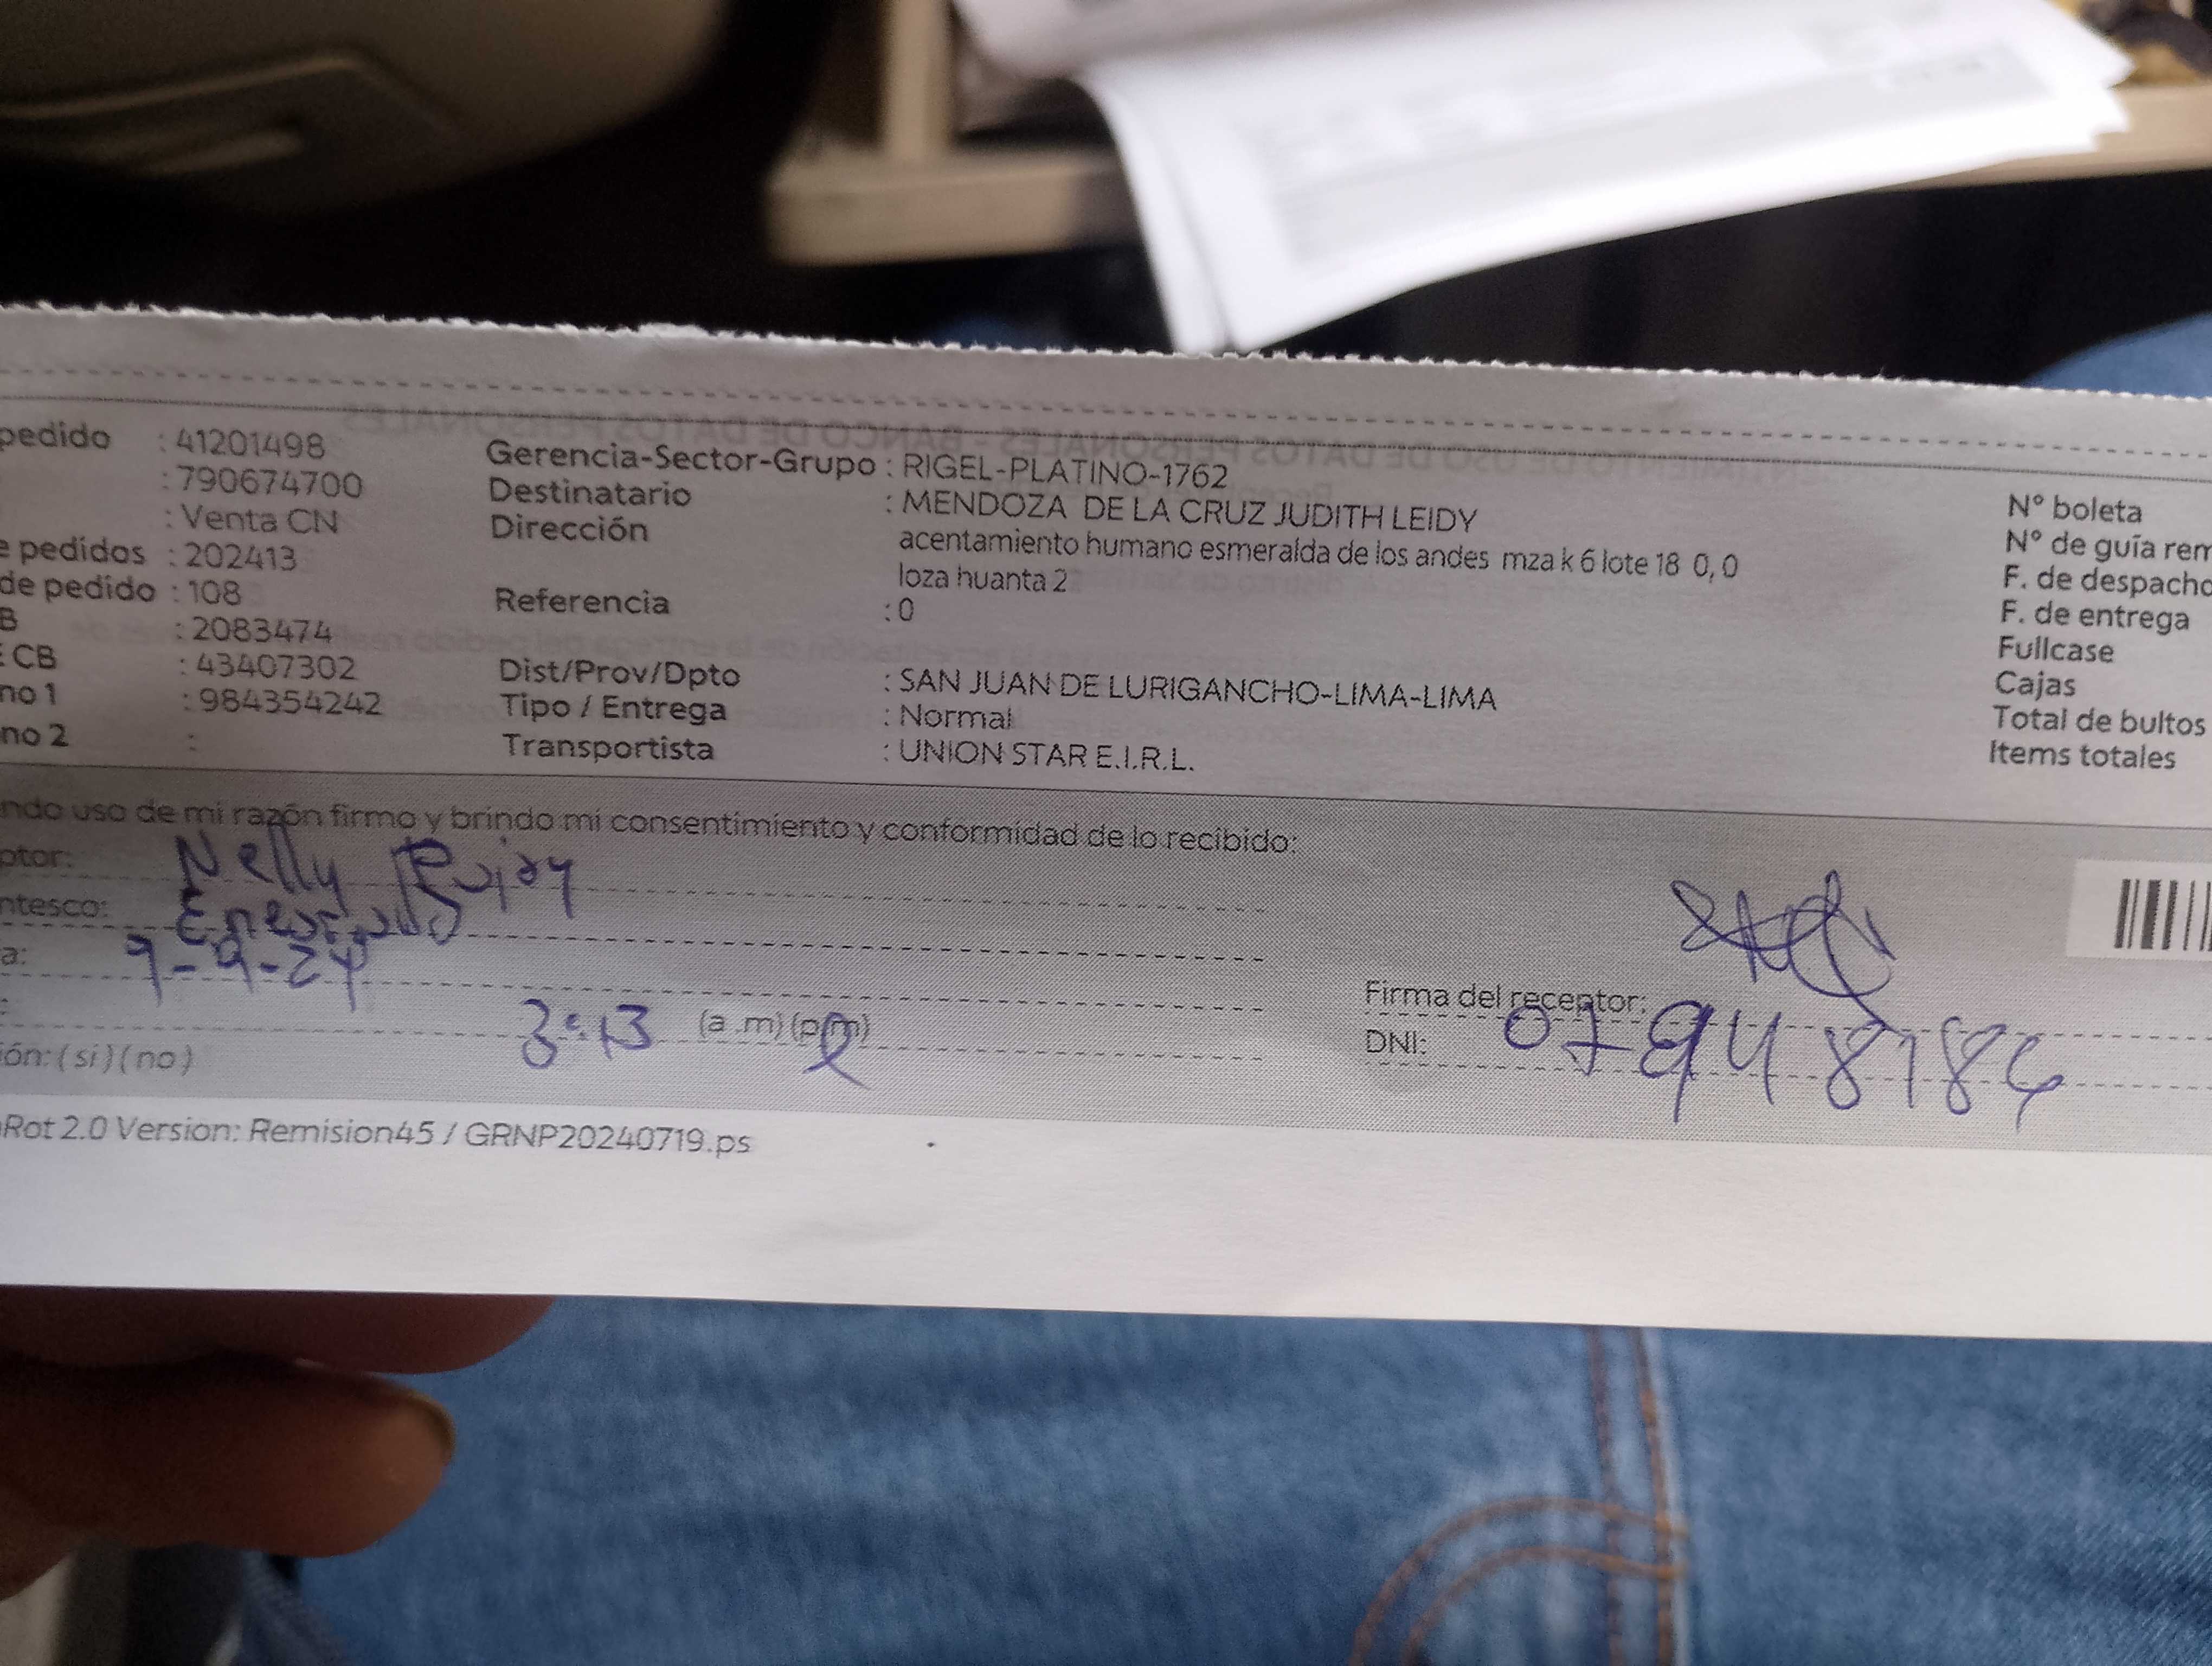 pedido : 41201498
: 790674700
: Venta CN
e pedidos : 202413
de pedido : 108
B : 2083474
E CB : 43407302
no 1 : 984354242
no 2 :
Gerencia-Sector-Grupo : RIGEL-PLATINO-1762
Destinatario : MENDOZA DE LA CRUZ JUDITH LEIDY
Dirección acentamiento humano esmeralda de los andes mza k 6 lote 18 0, 0
loza huanta 2
Referencia : 0
Dist/Prov/Dpto : SAN JUAN DE LURIGANCHO-LIMA-LIMA
Tipo / Entrega : Normal
Transportista : UNION STAR E.I.R.L.
N° boleta
N° de guía rem
F. de despacho
F. de entrega
Fullcase
Cajas
Total de bultos
Items totales
ndo uso de mi razón firmo y brindo mi consentimiento y conformidad de lo recibido:
ptor: Nelly
ntesco:
a: 9-9-24
: 3:13 (a .m) (p.m)
ión: ( si ) ( no )
Firma del receptor:
DNI:
Rot 2.0 Version: Remision45 / GRNP20240719.ps